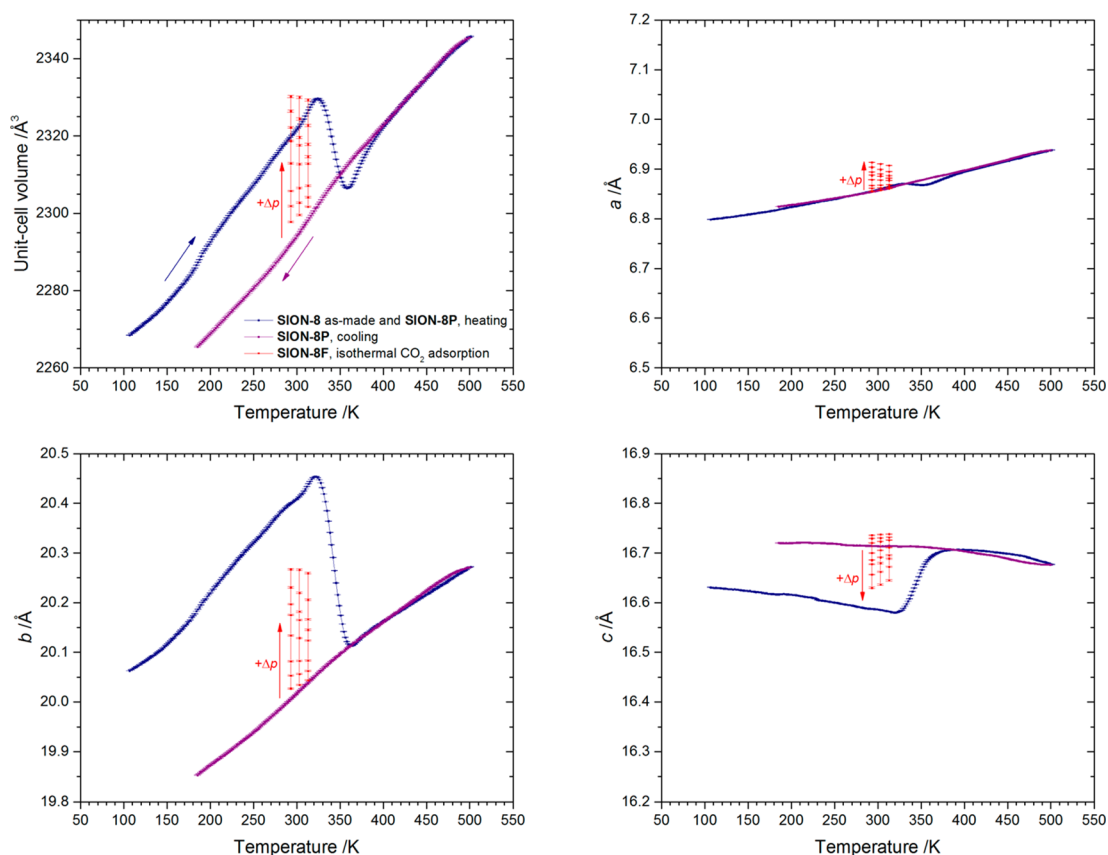 Unit-cell volume /Å³
2340
2320
2300
2280
2260
+Δp
SION-8 as-made and SION-8P, heating
SION-8P, cooling
SION-8F, isothermal CO₂ adsorption
50 100 150 200 250 300 350 400 450 500 550
Temperature /K
a /Å
7.2
7.1
7.0
6.9
6.8
6.7
6.6
6.5
+Δp
50 100 150 200 250 300 350 400 450 500 550
Temperature /K
b /Å
20.5
20.4
20.3
20.2
20.1
20.0
19.9
19.8
+Δp
50 100 150 200 250 300 350 400 450 500 550
Temperature /K
c /Å
16.9
16.8
16.7
16.6
16.5
16.4
16.3
16.2
+Δp
50 100 150 200 250 300 350 400 450 500 550
Temperature /K